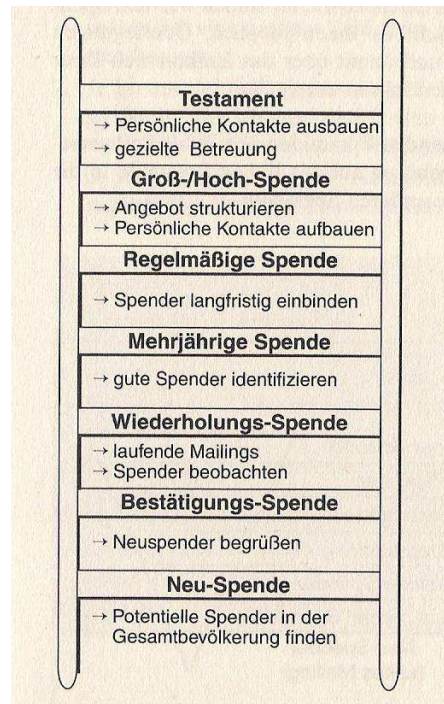 Testament
→ Persönliche Kontakte ausbauen
→ gezielte Betreuung
Groß-/Hoch-Spende
→ Angebot strukturieren
→ Persönliche Kontakte aufbauen
Regelmäßige Spende
→ Spender langfristig einbinden
Mehrjährige Spende
→ gute Spender identifizieren
Wiederholungs-Spende
→ laufende Mailings
→ Spender beobachten
Bestätigungs-Spende
→ Neuspender begrüßen
Neu-Spende
→ Potentielle Spender in der
Gesamtbevölkerung finden